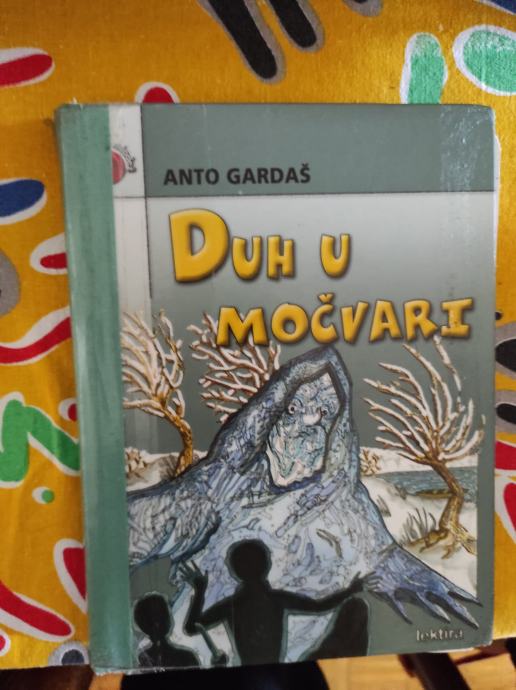 ANTO GARDAŠ
DUH U
MOČVARI
lektira